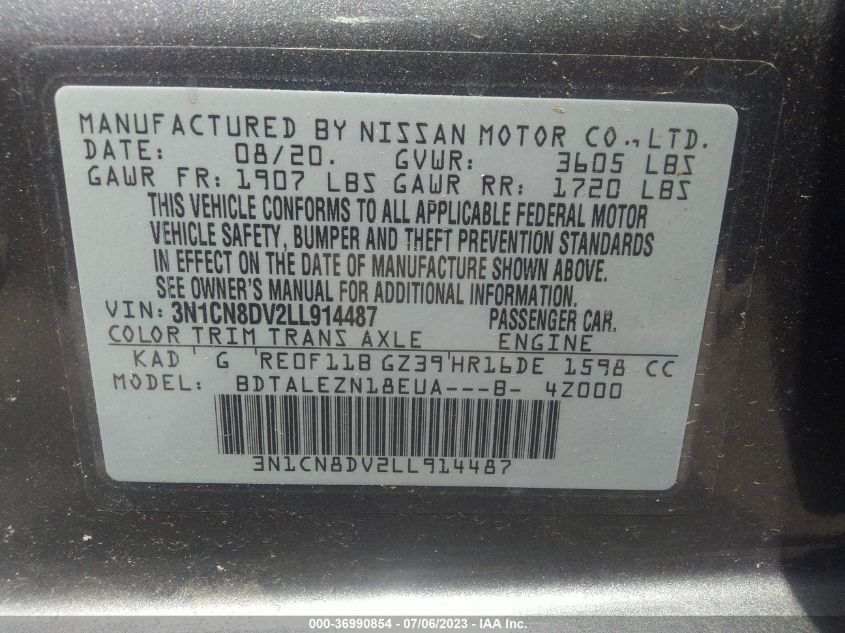 MANUFACTURED BY NISSAN MOTOR CO., LTD.
DATE: 08/20. GVWR: 3605 LBS
GAWR FR: 1907 LBS GAWR RR: 1720 LBS
THIS VEHICLE CONFORMS TO ALL APPLICABLE FEDERAL MOTOR
VEHICLE SAFETY, BUMPER AND THEFT PREVENTION STANDARDS
IN EFFECT ON THE DATE OF MANUFACTURE SHOWN ABOVE.
SEE OWNER'S MANUAL FOR ADDITIONAL INFORMATION.
VIN: 3N1CN8DV2LL914487 PASSENGER CAR.
COLOR TRIM TRANS AXLE ENGINE
KAD G RE0F11B GZ39 HR16DE 1598 CC
MODEL: BDTALEZN18EUA---B- 4Z000
3N1CN8DV2LL914487
000-36990854 - 07/06/2023 - IAA Inc.